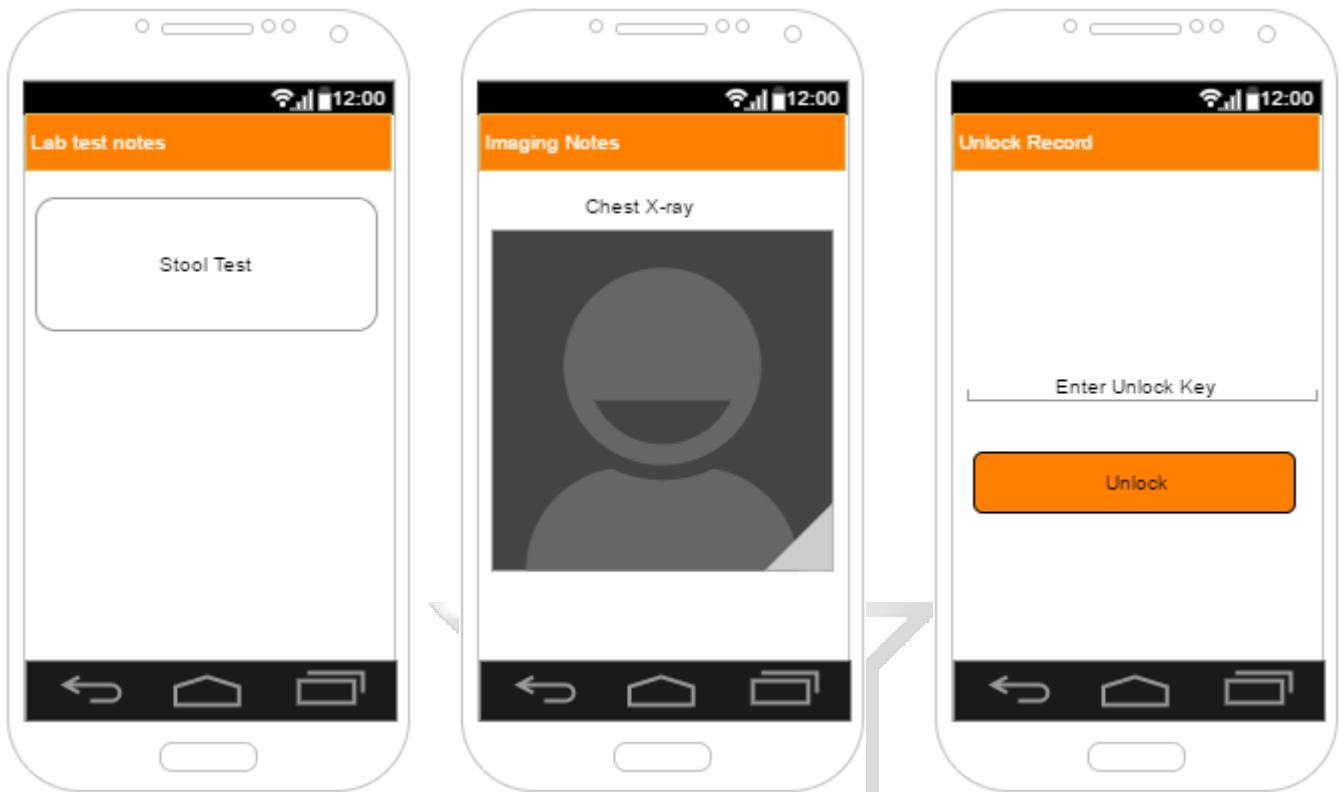 12:00
Lab test notes
Stool Test
12:00
Imaging Notes
Chest X-ray
12:00
Unlock Record
Enter Unlock Key
Unlock